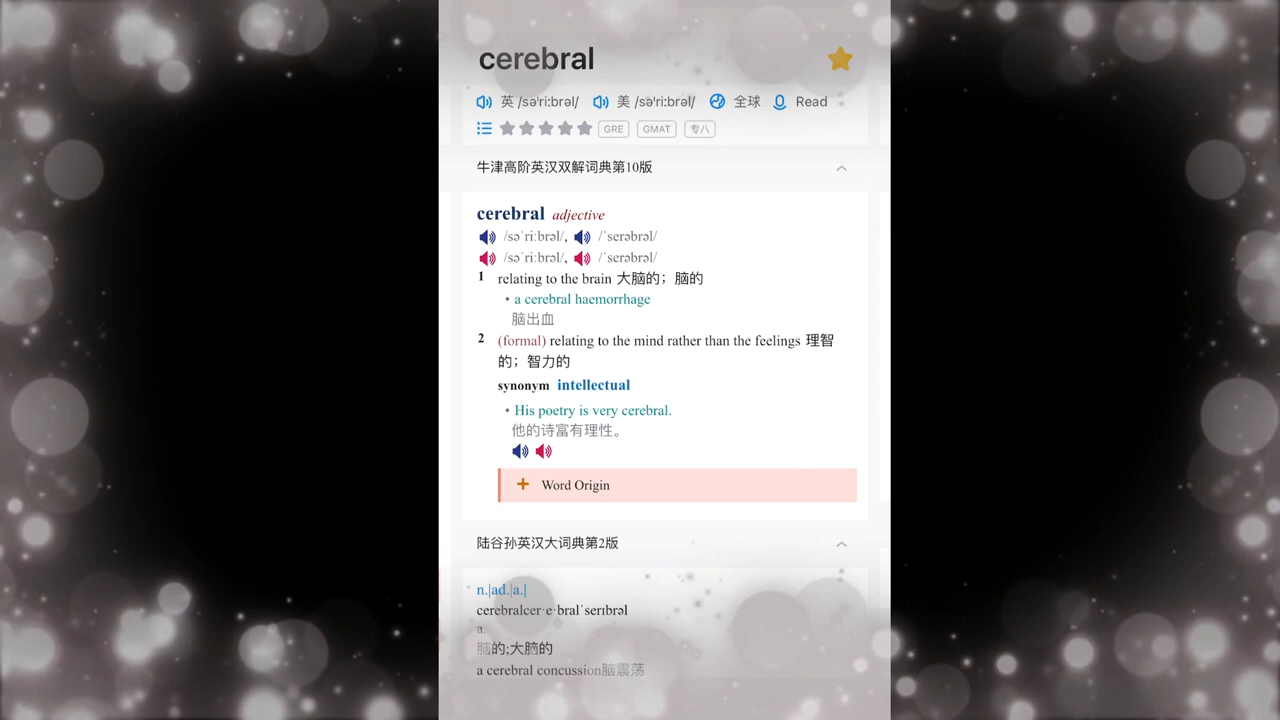 cerebral
英 /sə'ri:brəl/ 美 /sə'ri:brəl/ 全球 Read
GRE GMAT 专八
牛津高阶英汉双解词典第10版
cerebral adjective
/səˈriːbrəl/, /ˈserəbrəl/
/səˈriːbrəl/, /ˈserəbrəl/
1 relating to the brain 大脑的；脑的
• a cerebral haemorrhage
脑出血
2 (formal) relating to the mind rather than the feelings 理智
的；智力的
synonym intellectual
• His poetry is very cerebral.
他的诗富有理性。
+ Word Origin
陆谷孙英汉大词典第2版
n.|ad.|a.|
cerebralcer·e·bralˈserɪbrəl
a.
脑的;大脑的
a cerebral concussion脑震荡